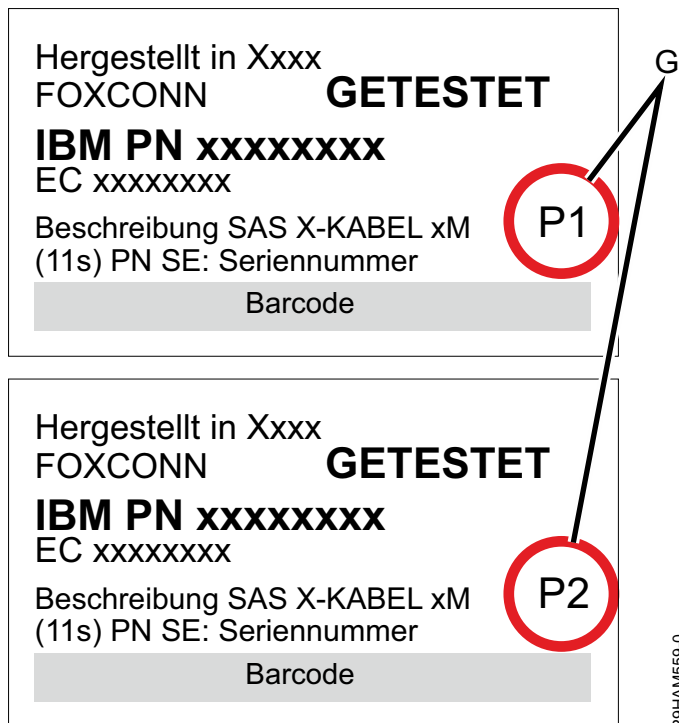 Hergestellt in Xxxx
FOXCONN GETESTET
IBM PN xxxxxxxx
EC xxxxxxxx
Beschreibung SAS X-KABEL xM
(11s) PN SE: Seriennummer
P1
Barcode
G
Hergestellt in Xxxx
FOXCONN GETESTET
IBM PN xxxxxxxx
EC xxxxxxxx
Beschreibung SAS X-KABEL xM
(11s) PN SE: Seriennummer
P2
Barcode